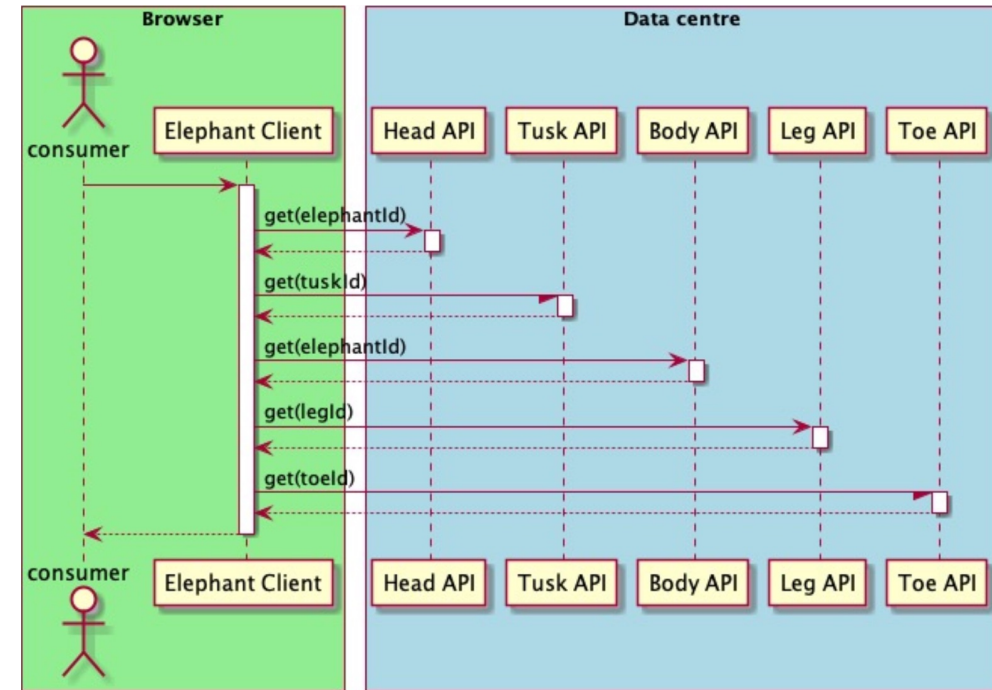 Browser
Data centre
consumer
Elephant Client
Head API
Tusk API
Body API
Leg API
Toe API
get(elephantId)
get(tuskId)
get(elephantId)
get(legId)
get(toeId)
consumer
Elephant Client
Head API
Tusk API
Body API
Leg API
Toe API